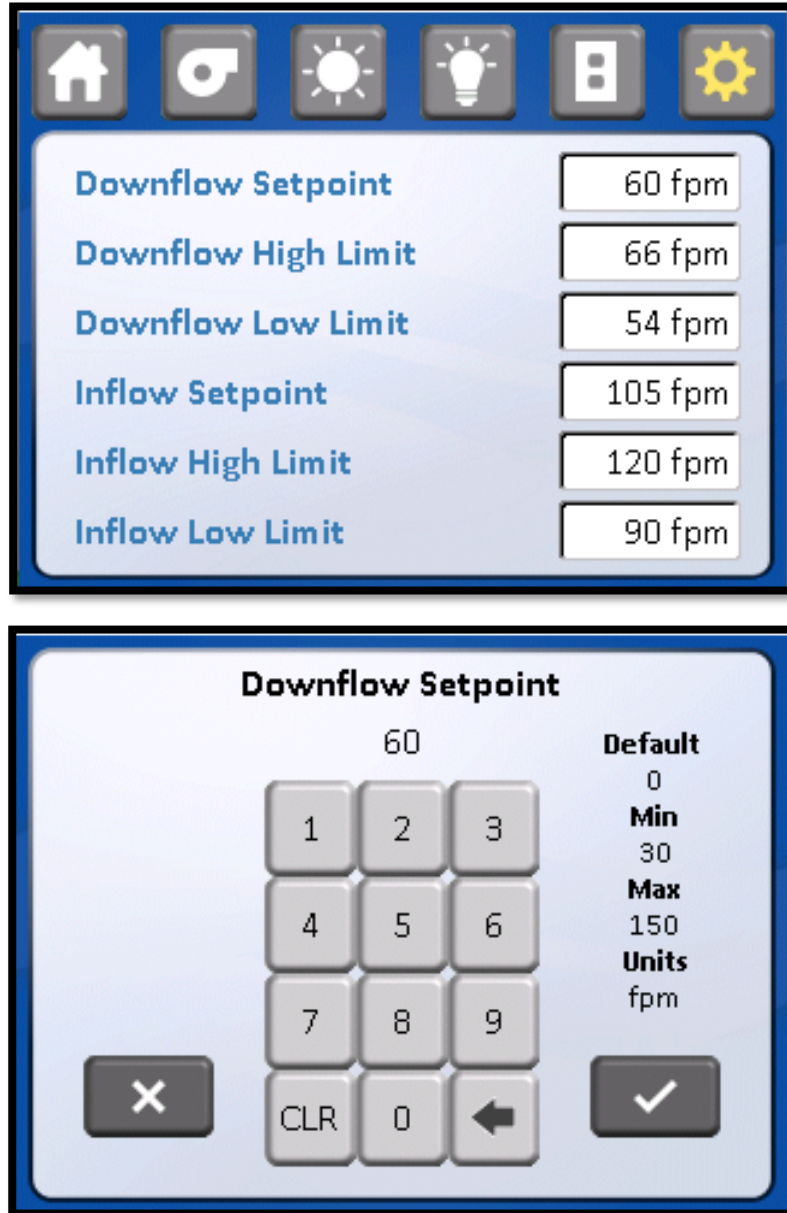 Downflow Setpoint 60 fpm
Downflow High Limit 66 fpm
Downflow Low Limit 54 fpm
Inflow Setpoint 105 fpm
Inflow High Limit 120 fpm
Inflow Low Limit 90 fpm
Downflow Setpoint
60
Default
0
Min
30
Max
150
Units
fpm
1 2 3
4 5 6
7 8 9
CLR 0